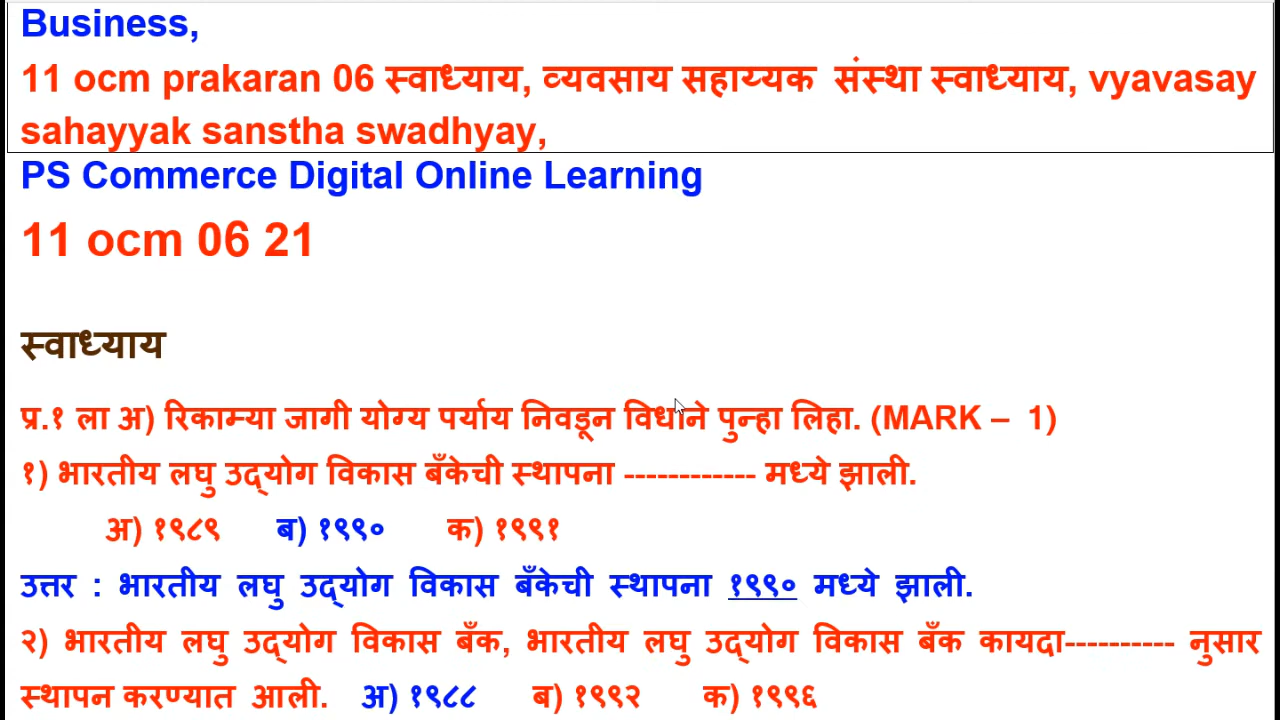 Business,
11 ocm prakaran 06 स्वाध्याय, व्यवसाय सहाय्यक संस्था स्वाध्याय, vyavasay
sahayyak sanstha swadhyay,
PS Commerce Digital Online Learning
11 ocm 06 21
स्वाध्याय
प्र.१ ला अ) रिकाम्या जागी योग्य पर्याय निवडून विधाने पुन्हा लिहा. (MARK – 1)
१) भारतीय लघु उद्‌योग विकास बँकेची स्थापना ------------ मध्ये झाली.
अ) १९८९ ब) १९९० क) १९९१
उत्तर : भारतीय लघु उद्‌योग विकास बँकेची स्थापना १९९० मध्ये झाली.
२) भारतीय लघु उद्‌योग विकास बँक, भारतीय लघु उद्‌योग विकास बँक कायदा---------- नुसार
स्थापन करण्यात आली. अ) १९८८ ब) १९९२ क) १९९६